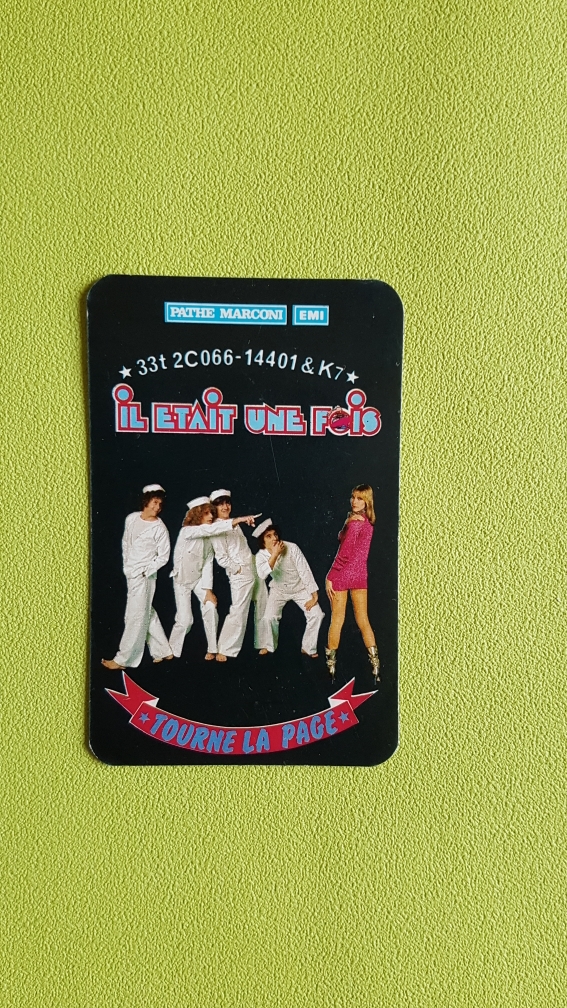 PATHE MARCONI EMI
★ 33t 2C066-14401 & K7 ★
iL ETAiT UNE FOiS
★ TOURNE LA PAGE ★